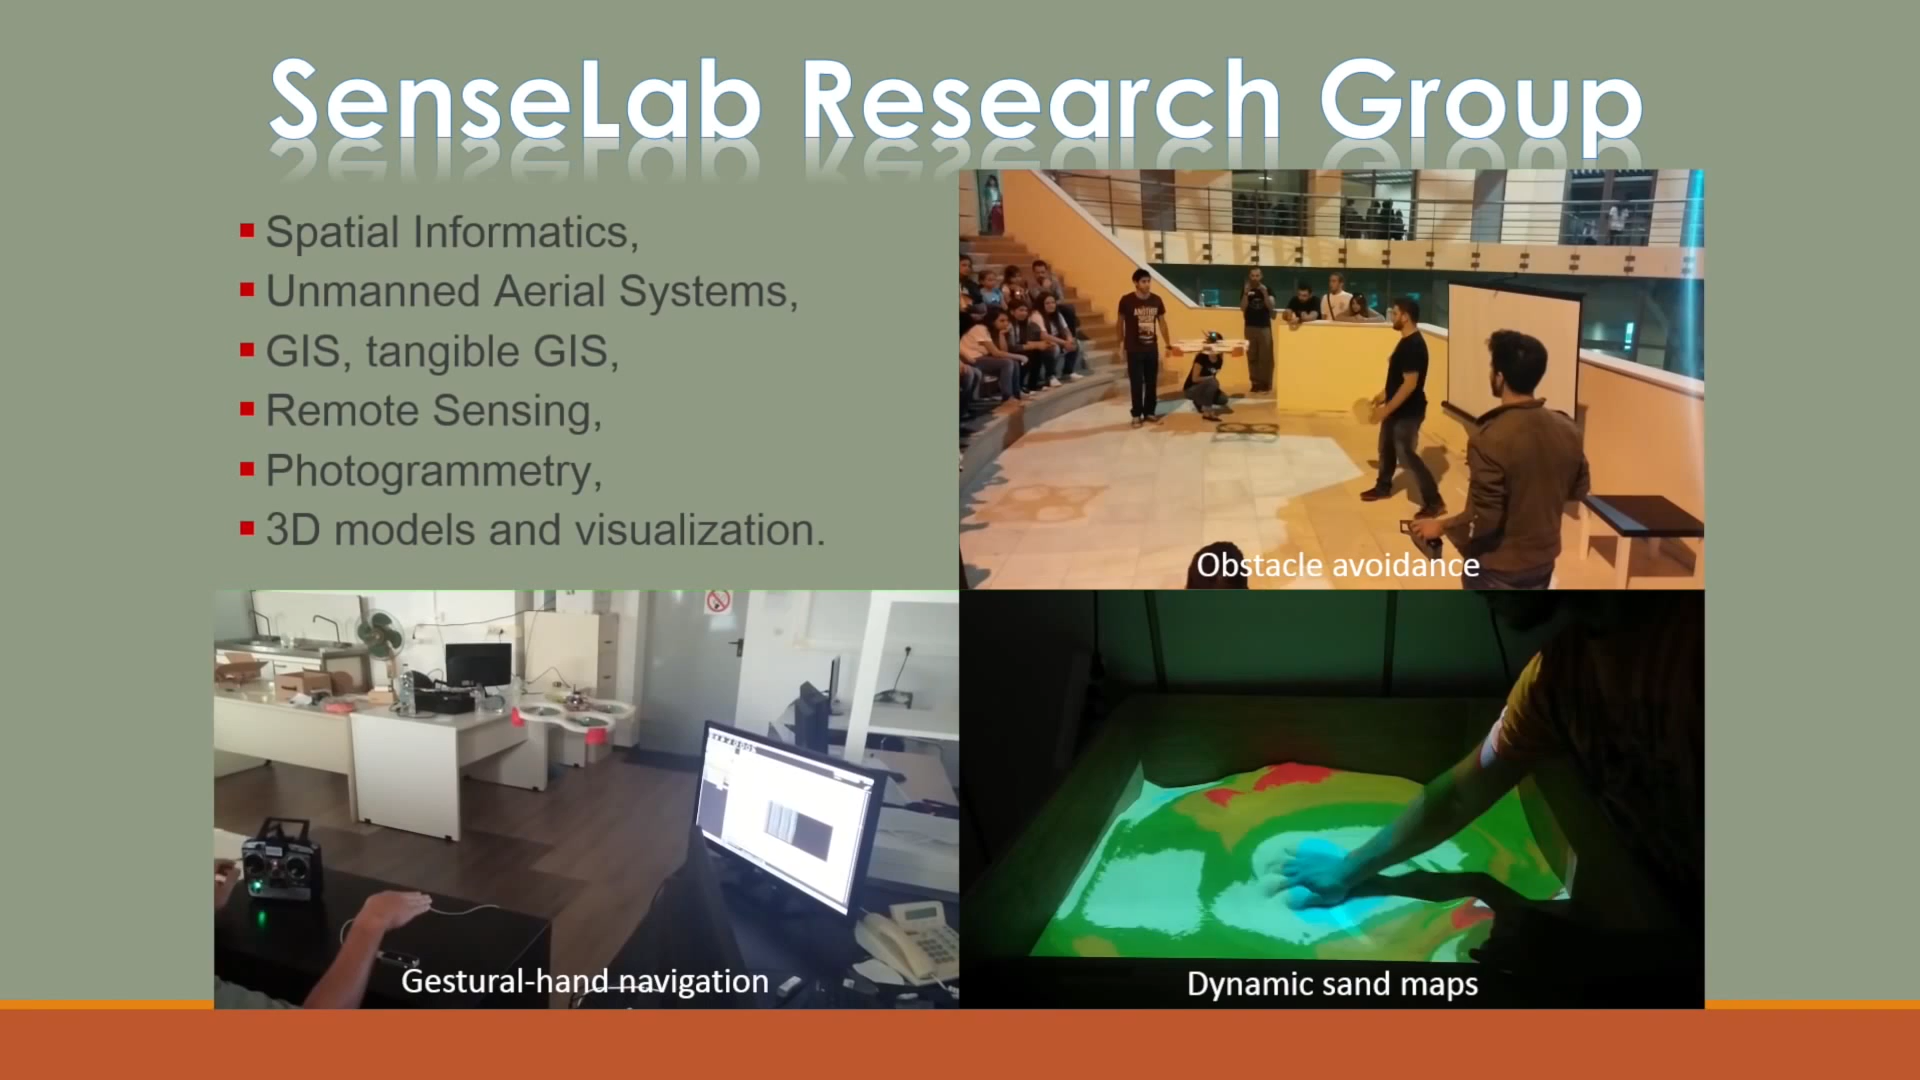 SenseLab Research Group
Spatial Informatics,
Unmanned Aerial Systems,
GIS, tangible GIS,
Remote Sensing,
Photogrammetry,
3D models and visualization.
Obstacle avoidance
Gestural-hand navigation
Dynamic sand maps